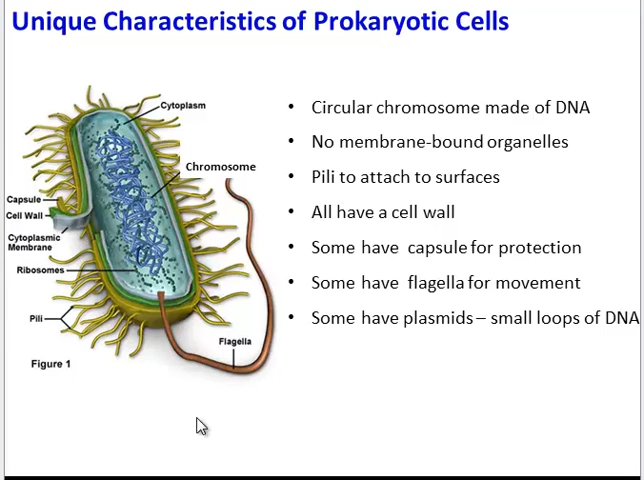 Unique Characteristics of Prokaryotic Cells
Cytoplasm
Chromosome
Capsule
Cell Wall
Cytoplasmic
Membrane
Ribosomes
Pili
Flagella
Figure 1
• Circular chromosome made of DNA
• No membrane-bound organelles
• Pili to attach to surfaces
• All have a cell wall
• Some have capsule for protection
• Some have flagella for movement
• Some have plasmids – small loops of DNA